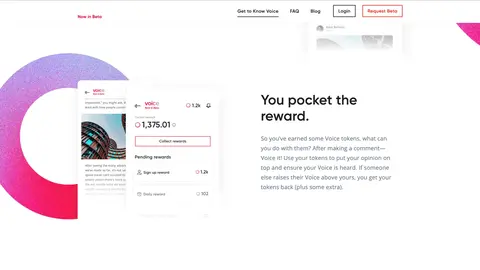 Now in Beta
Get to Know Voice
FAQ
Blog
Login
Request Beta
voice
voice
1.2k
1,375.01
Collect rewards
Pending rewards
Sign up reward
1.2k
Daily reward
102
You pocket the
reward.
So you've earned some Voice tokens, what can
you do with them? After making a comment—
Voice it! Use your tokens to put your opinion on
top and ensure your Voice is heard. If someone
else raises their Voice above yours, you get your
tokens back (plus some extra).